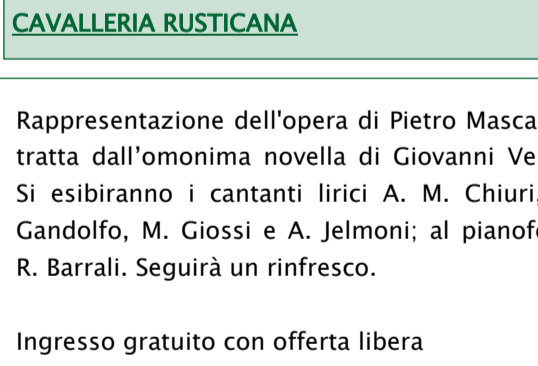 CAVALLERIA RUSTICANA
Rappresentazione dell'opera di Pietro Masca
tratta dall’omonima novella di Giovanni Ve
Si esibiranno i cantanti lirici A. M. Chiuri,
Gandolfo, M. Giossi e A. Jelmoni; al pianof
R. Barrali. Seguirà un rinfresco.
Ingresso gratuito con offerta libera